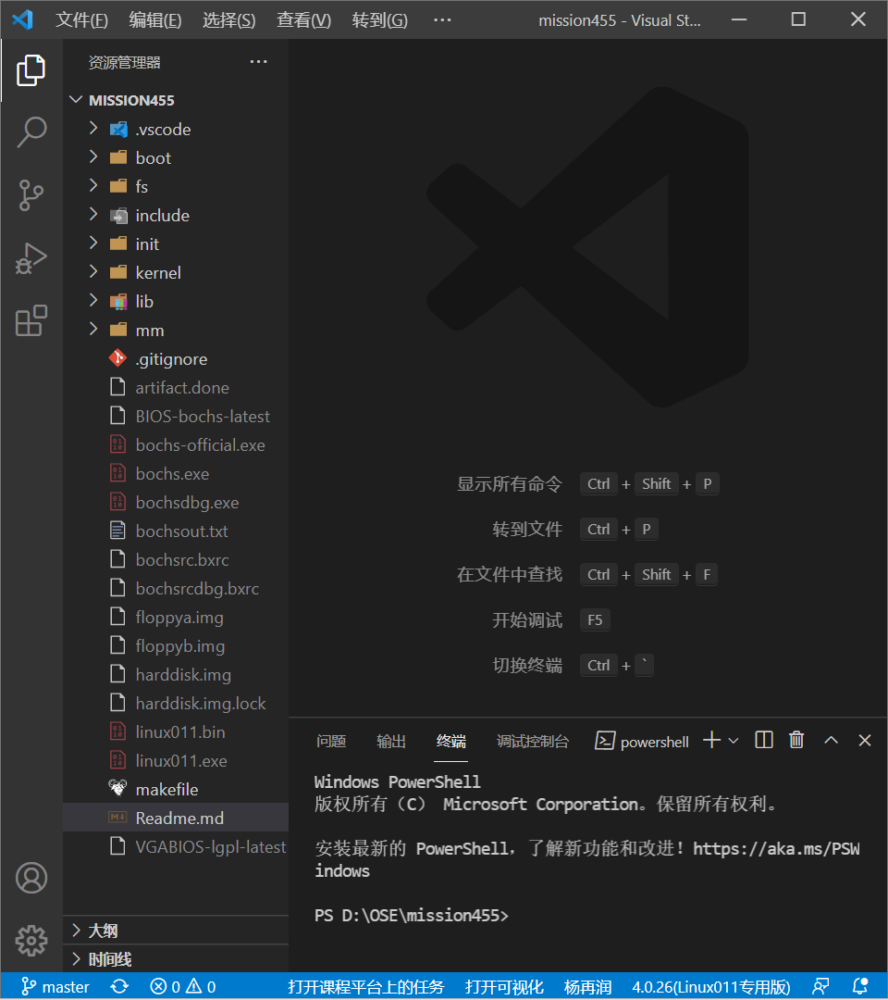 文件(F) 编辑(E) 选择(S) 查看(V) 转到(G) ··· mission455 - Visual St...
资源管理器 ···
MISSION455
.vscode
boot
fs
include
init
kernel
lib
mm
.gitignore
artifact.done
BIOS-bochs-latest
bochs-official.exe
bochs.exe
bochsdbg.exe
bochsout.txt
bochsrc.bxrc
bochsrcdbg.bxrc
floppya.img
floppyb.img
harddisk.img
harddisk.img.lock
linux011.bin
linux011.exe
makefile
Readme.md
VGABIOS-lgpl-latest
大纲
时间线
显示所有命令 Ctrl + Shift + P
转到文件 Ctrl + P
在文件中查找 Ctrl + Shift + F
开始调试 F5
切换终端 Ctrl + `
问题 输出 终端 调试控制台 powershell
Windows PowerShell
版权所有（C） Microsoft Corporation。保留所有权利。
安装最新的 PowerShell，了解新功能和改进！https://aka.ms/PSW
indows
PS D:\OSE\mission455>
master 0 0 打开课程平台上的任务 打开可视化 杨再润 4.0.26(Linux011专用版)